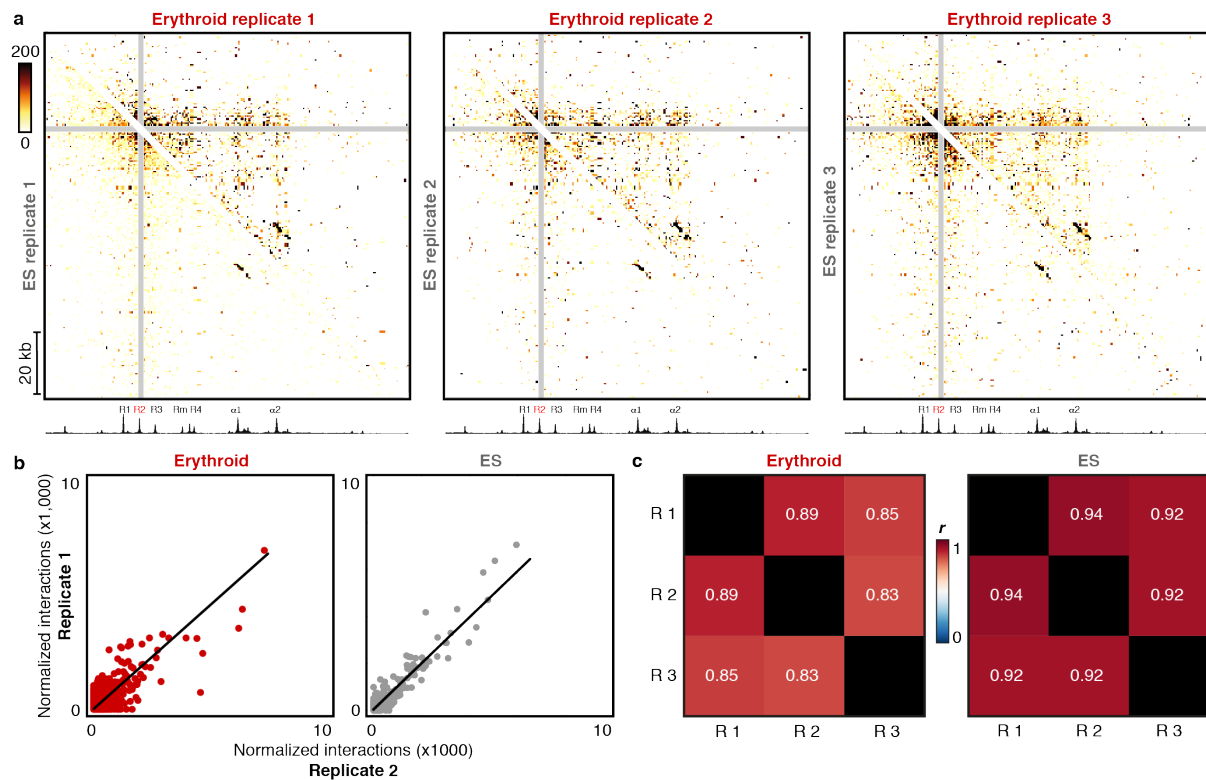 a
Erythroid replicate 1
Erythroid replicate 2
Erythroid replicate 3
200
0
ES replicate 1
ES replicate 2
ES replicate 3
20 kb
R1 R2 R3 Rm R4 α1 α2
R1 R2 R3 Rm R4 α1 α2
R1 R2 R3 Rm R4 α1 α2
b
Erythroid
ES
Normalized interactions (x1,000)
Replicate 1
10
0
0
10
10
0
0
10
Normalized interactions (x1000)
Replicate 2
c
Erythroid
ES
R 1
0.89
0.85
R 2
0.89
0.83
R 3
0.85
0.83
R 1
R 2
R 3
r
1
0
0.94
0.92
0.94
0.92
0.92
0.92
R 1
R 2
R 3